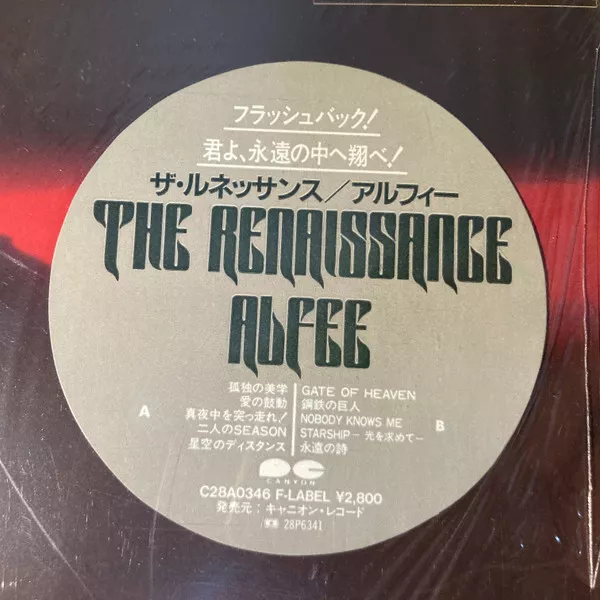 フラッシュバック!
君よ、永遠の中へ翔べ!
ザ・ルネッサンス/アルフィー
THE RENAISSANCE
ALFEE
A
孤独の美学
愛の鼓動
真夜中を突っ走れ!
二人のSEASON
星空のディスタンス
GATE OF HEAVEN
鋼鉄の巨人
NOBODY KNOWS ME
STARSHIP－光を求めて－
永遠の詩
B
PC
CANYON
C28A0346 F-LABEL ¥2,800
発売元:キャニオン・レコード
28P6341